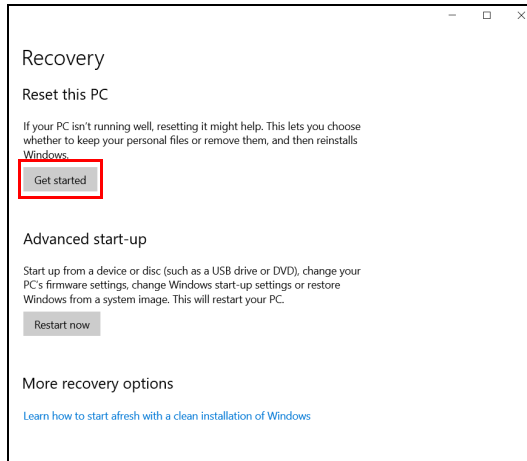 Recovery
Reset this PC
If your PC isn't running well, resetting it might help. This lets you choose
whether to keep your personal files or remove them, and then reinstalls
Windows.
Get started
Advanced start-up
Start up from a device or disc (such as a USB drive or DVD), change your
PC's firmware settings, change Windows start-up settings or restore
Windows from a system image. This will restart your PC.
Restart now
More recovery options
Learn how to start afresh with a clean installation of Windows